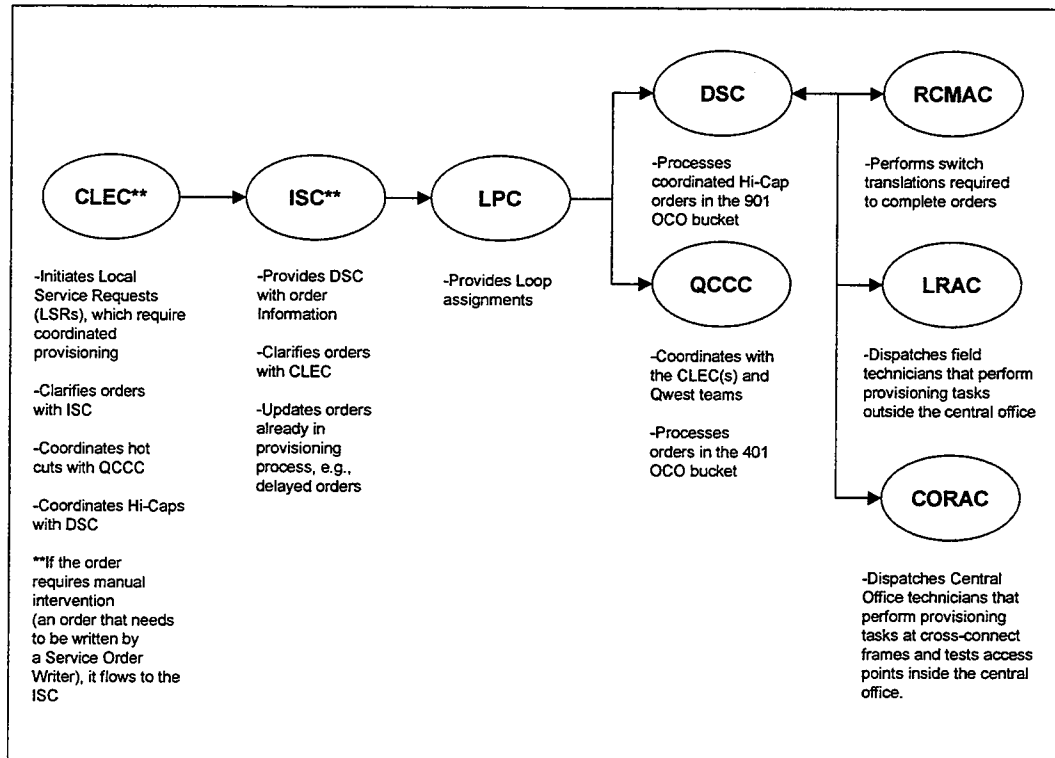 CLEC**
-Initiates Local
Service Requests
(LSRs), which require
coordinated
provisioning
-Clarifies orders
with ISC
-Coordinates hot
cuts with QCCC
-Coordinates Hi-Caps
with DSC
**If the order
requires manual
intervention
(an order that needs
to be written by
a Service Order
Writer), it flows to the
ISC
ISC**
-Provides DSC
with order
Information
-Clarifies orders
with CLEC
-Updates orders
already in
provisioning
process, e.g.,
delayed orders
LPC
-Provides Loop
assignments
DSC
-Processes
coordinated Hi-Cap
orders in the 901
OCO bucket
QCCC
-Coordinates with
the CLEC(s) and
Qwest teams
-Processes
orders in the 401
OCO bucket
RCMAC
-Performs switch
translations required
to complete orders
LRAC
-Dispatches field
technicians that perform
provisioning tasks
outside the central office
CORAC
-Dispatches Central
Office technicians that
perform provisioning
tasks at cross-connect
frames and tests access
points inside the central
office.